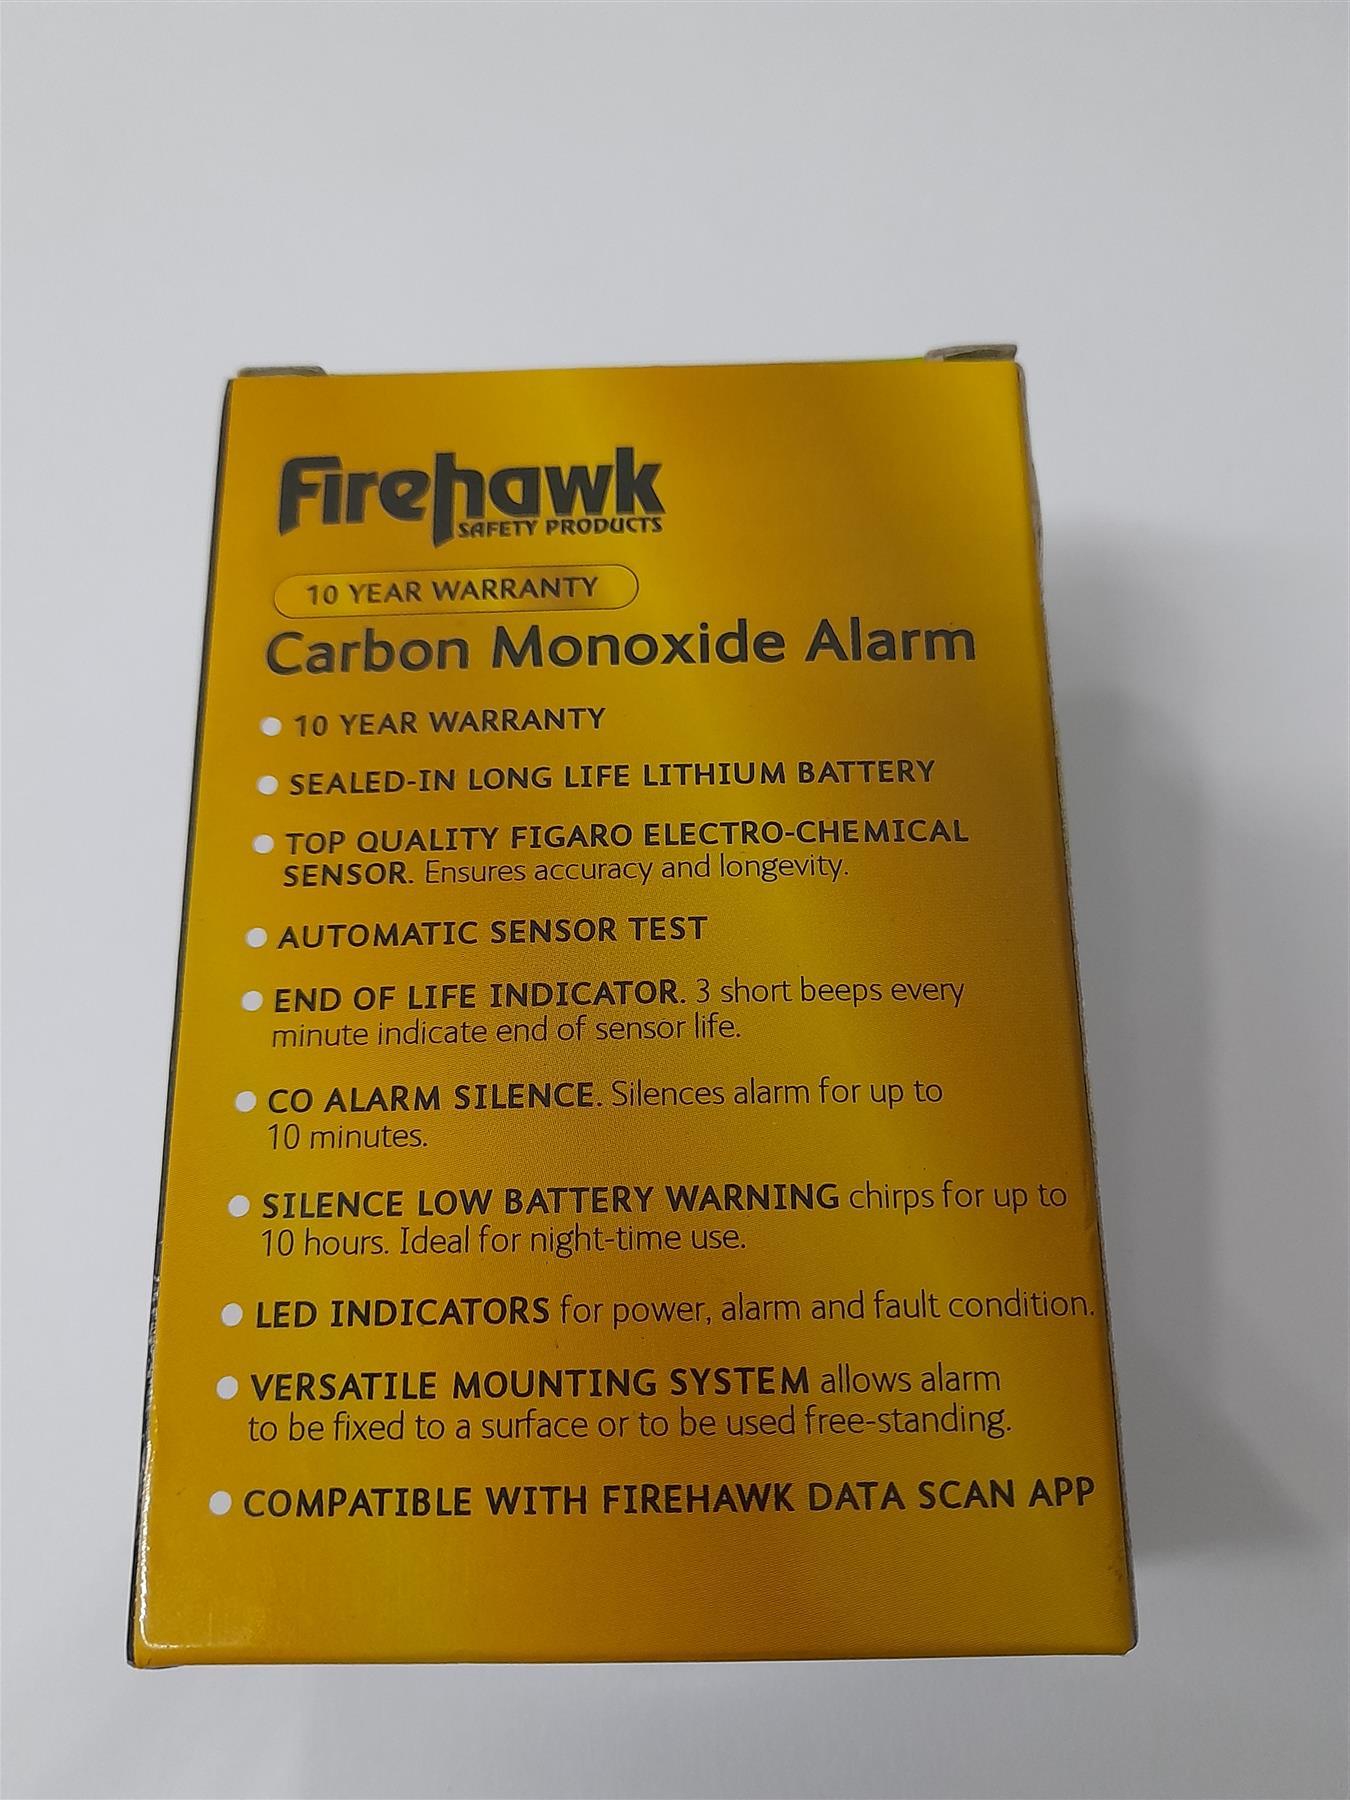 Firehawk
SAFETY PRODUCTS
10 YEAR WARRANTY
Carbon Monoxide Alarm
10 YEAR WARRANTY
SEALED-IN LONG LIFE LITHIUM BATTERY
TOP QUALITY FIGARO ELECTRO-CHEMICAL
SENSOR. Ensures accuracy and longevity.
AUTOMATIC SENSOR TEST
END OF LIFE INDICATOR. 3 short beeps every
minute indicate end of sensor life.
CO ALARM SILENCE. Silences alarm for up to
10 minutes.
SILENCE LOW BATTERY WARNING chirps for up to
10 hours. Ideal for night-time use.
LED INDICATORS for power, alarm and fault condition.
VERSATILE MOUNTING SYSTEM allows alarm
to be fixed to a surface or to be used free-standing.
COMPATIBLE WITH FIREHAWK DATA SCAN APP